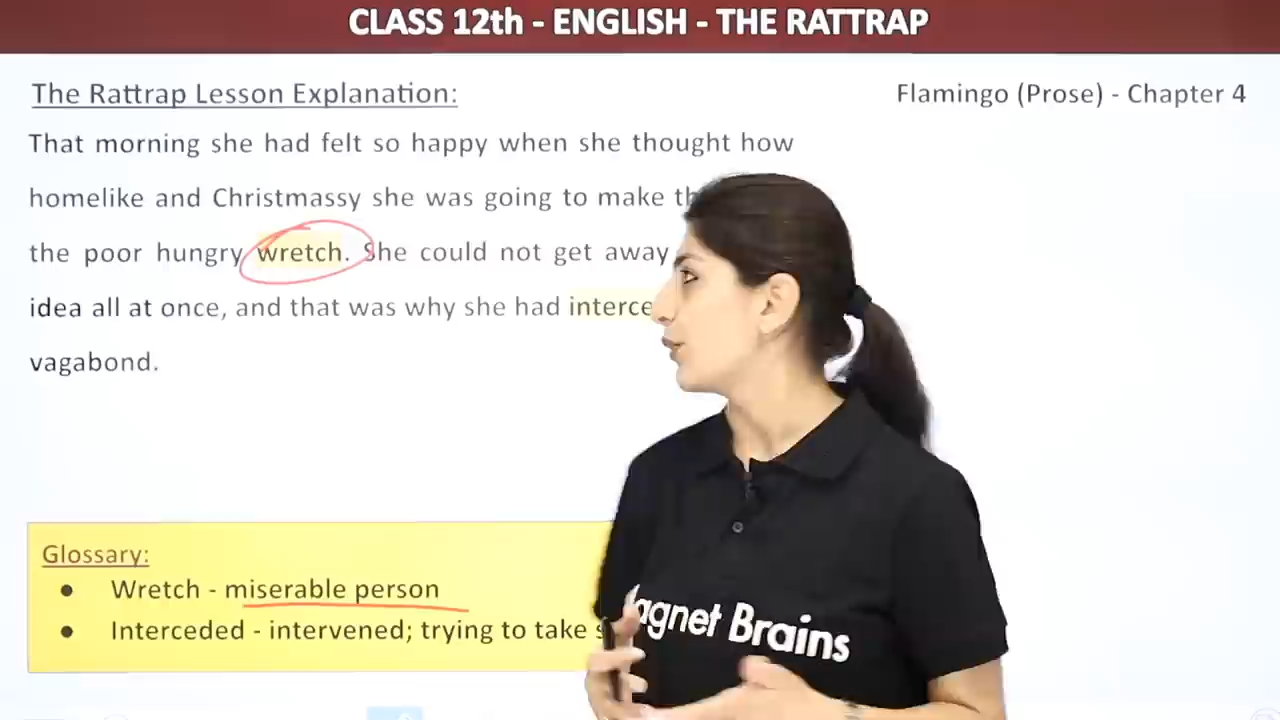 CLASS 12th - ENGLISH - THE RATTRAP
The Rattrap Lesson Explanation:
Flamingo (Prose) - Chapter 4
That morning she had felt so happy when she thought how
homelike and Christmassy she was going to make
the poor hungry wretch. She could not get away
idea all at once, and that was why she had
vagabond.
Glossary:
● Wretch - miserable person
● Interceded - intervened; trying to take
Magnet Brains